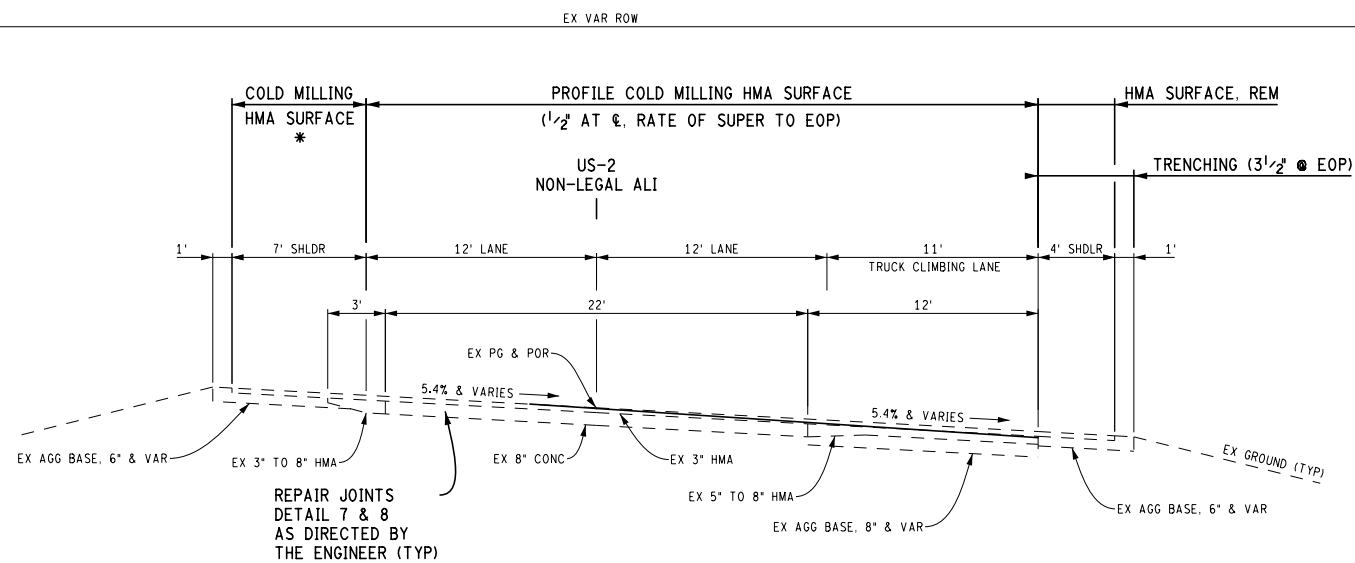 EX VAR ROW
COLD MILLING
HMA SURFACE
*
PROFILE COLD MILLING HMA SURFACE
(1/2" AT ℄, RATE OF SUPER TO EOP)
HMA SURFACE, REM
US-2
NON-LEGAL ALI
TRENCHING (3 1/2" @ EOP)
1'
7' SHLDR
12' LANE
12' LANE
11'
TRUCK CLIMBING LANE
4' SHDLR
1'
3'
22'
12'
EX PG & POR
5.4% & VARIES
5.4% & VARIES
EX AGG BASE, 6" & VAR
EX 3" TO 8" HMA
EX 8" CONC
EX 3" HMA
EX GROUND (TYP)
EX 5" TO 8" HMA
EX AGG BASE, 8" & VAR
EX AGG BASE, 6" & VAR
REPAIR JOINTS
DETAIL 7 & 8
AS DIRECTED BY
THE ENGINEER (TYP)